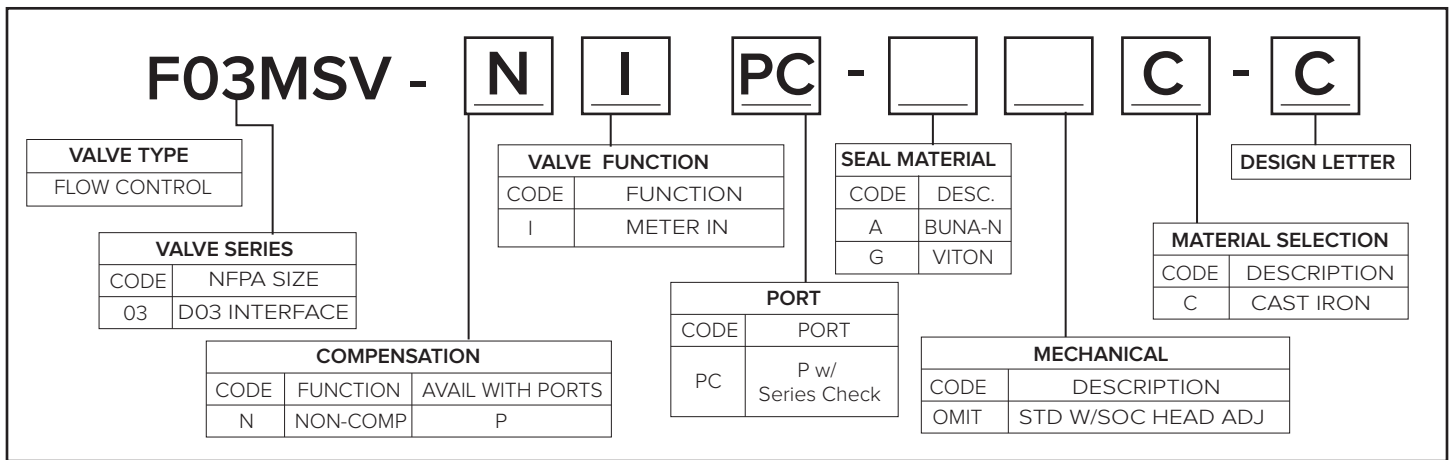 F03MSV - N I PC - C - C
VALVE TYPE
FLOW CONTROL
VALVE SERIES
CODE NFPA SIZE
03 D03 INTERFACE
COMPENSATION
CODE FUNCTION AVAIL WITH PORTS
N NON-COMP P
VALVE FUNCTION
CODE FUNCTION
I METER IN
PORT
CODE PORT
PC P w/
Series Check
SEAL MATERIAL
CODE DESC.
A BUNA-N
G VITON
MECHANICAL
CODE DESCRIPTION
OMIT STD W/SOC HEAD ADJ
MATERIAL SELECTION
CODE DESCRIPTION
C CAST IRON
DESIGN LETTER